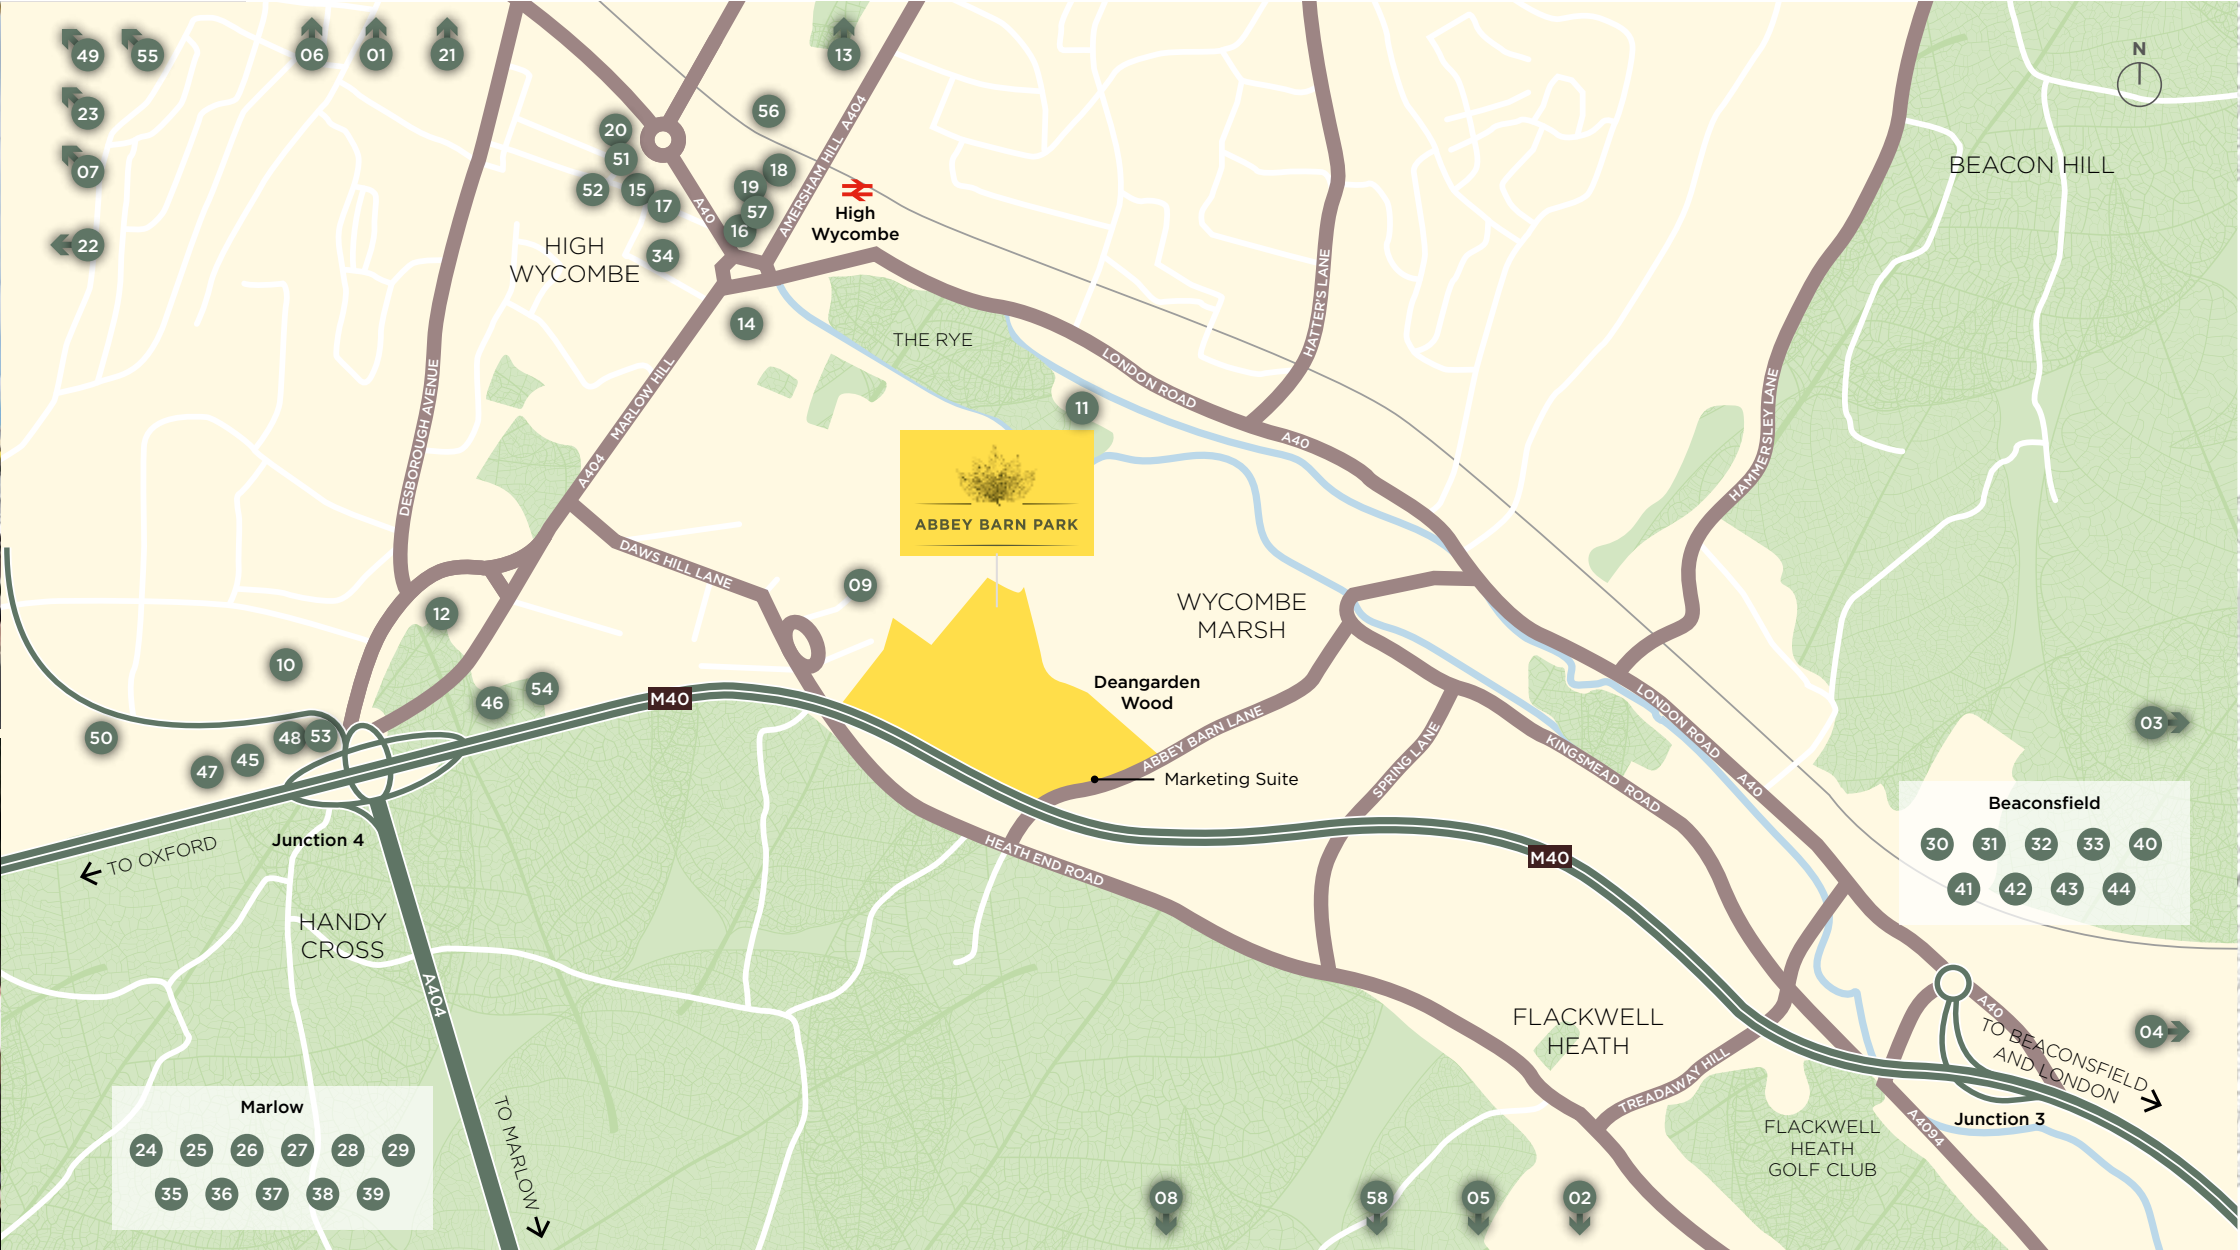 49
55
06
01
21
13
N
23
56
20
51
07
52
15
17
18
19
57
16
34
22
A40
AMERSHAM HILL A404
High
Wycombe
HIGH
WYCOMBE
BEACON HILL
14
THE RYE
HATTER'S LANE
LONDON ROAD
A40
11
HAMMERSLEY LANE
DESBOROUGH AVENUE
MARLOW HILL
A404
ABBEY BARN PARK
DAWS HILL LANE
09
12
WYCOMBE
MARSH
10
46
54
M40
Deangarden
Wood
ABBEY BARN LANE
Marketing Suite
SPRING LANE
KINGSMEAD ROAD
LONDON ROAD
A40
03
50
47
45
48
53
Junction 4
TO OXFORD
HANDY
CROSS
A404
HEATH END ROAD
M40
Beaconsfield
30 31 32 33 40
41 42 43 44
FLACKWELL
HEATH
A40
TO BEACONSFIELD
AND LONDON
04
Junction 3
TREADAWAY HILL
FLACKWELL
HEATH
GOLF CLUB
A4094
Marlow
24 25 26 27 28 29
35 36 37 38 39
TO MARLOW
08
58
05
02